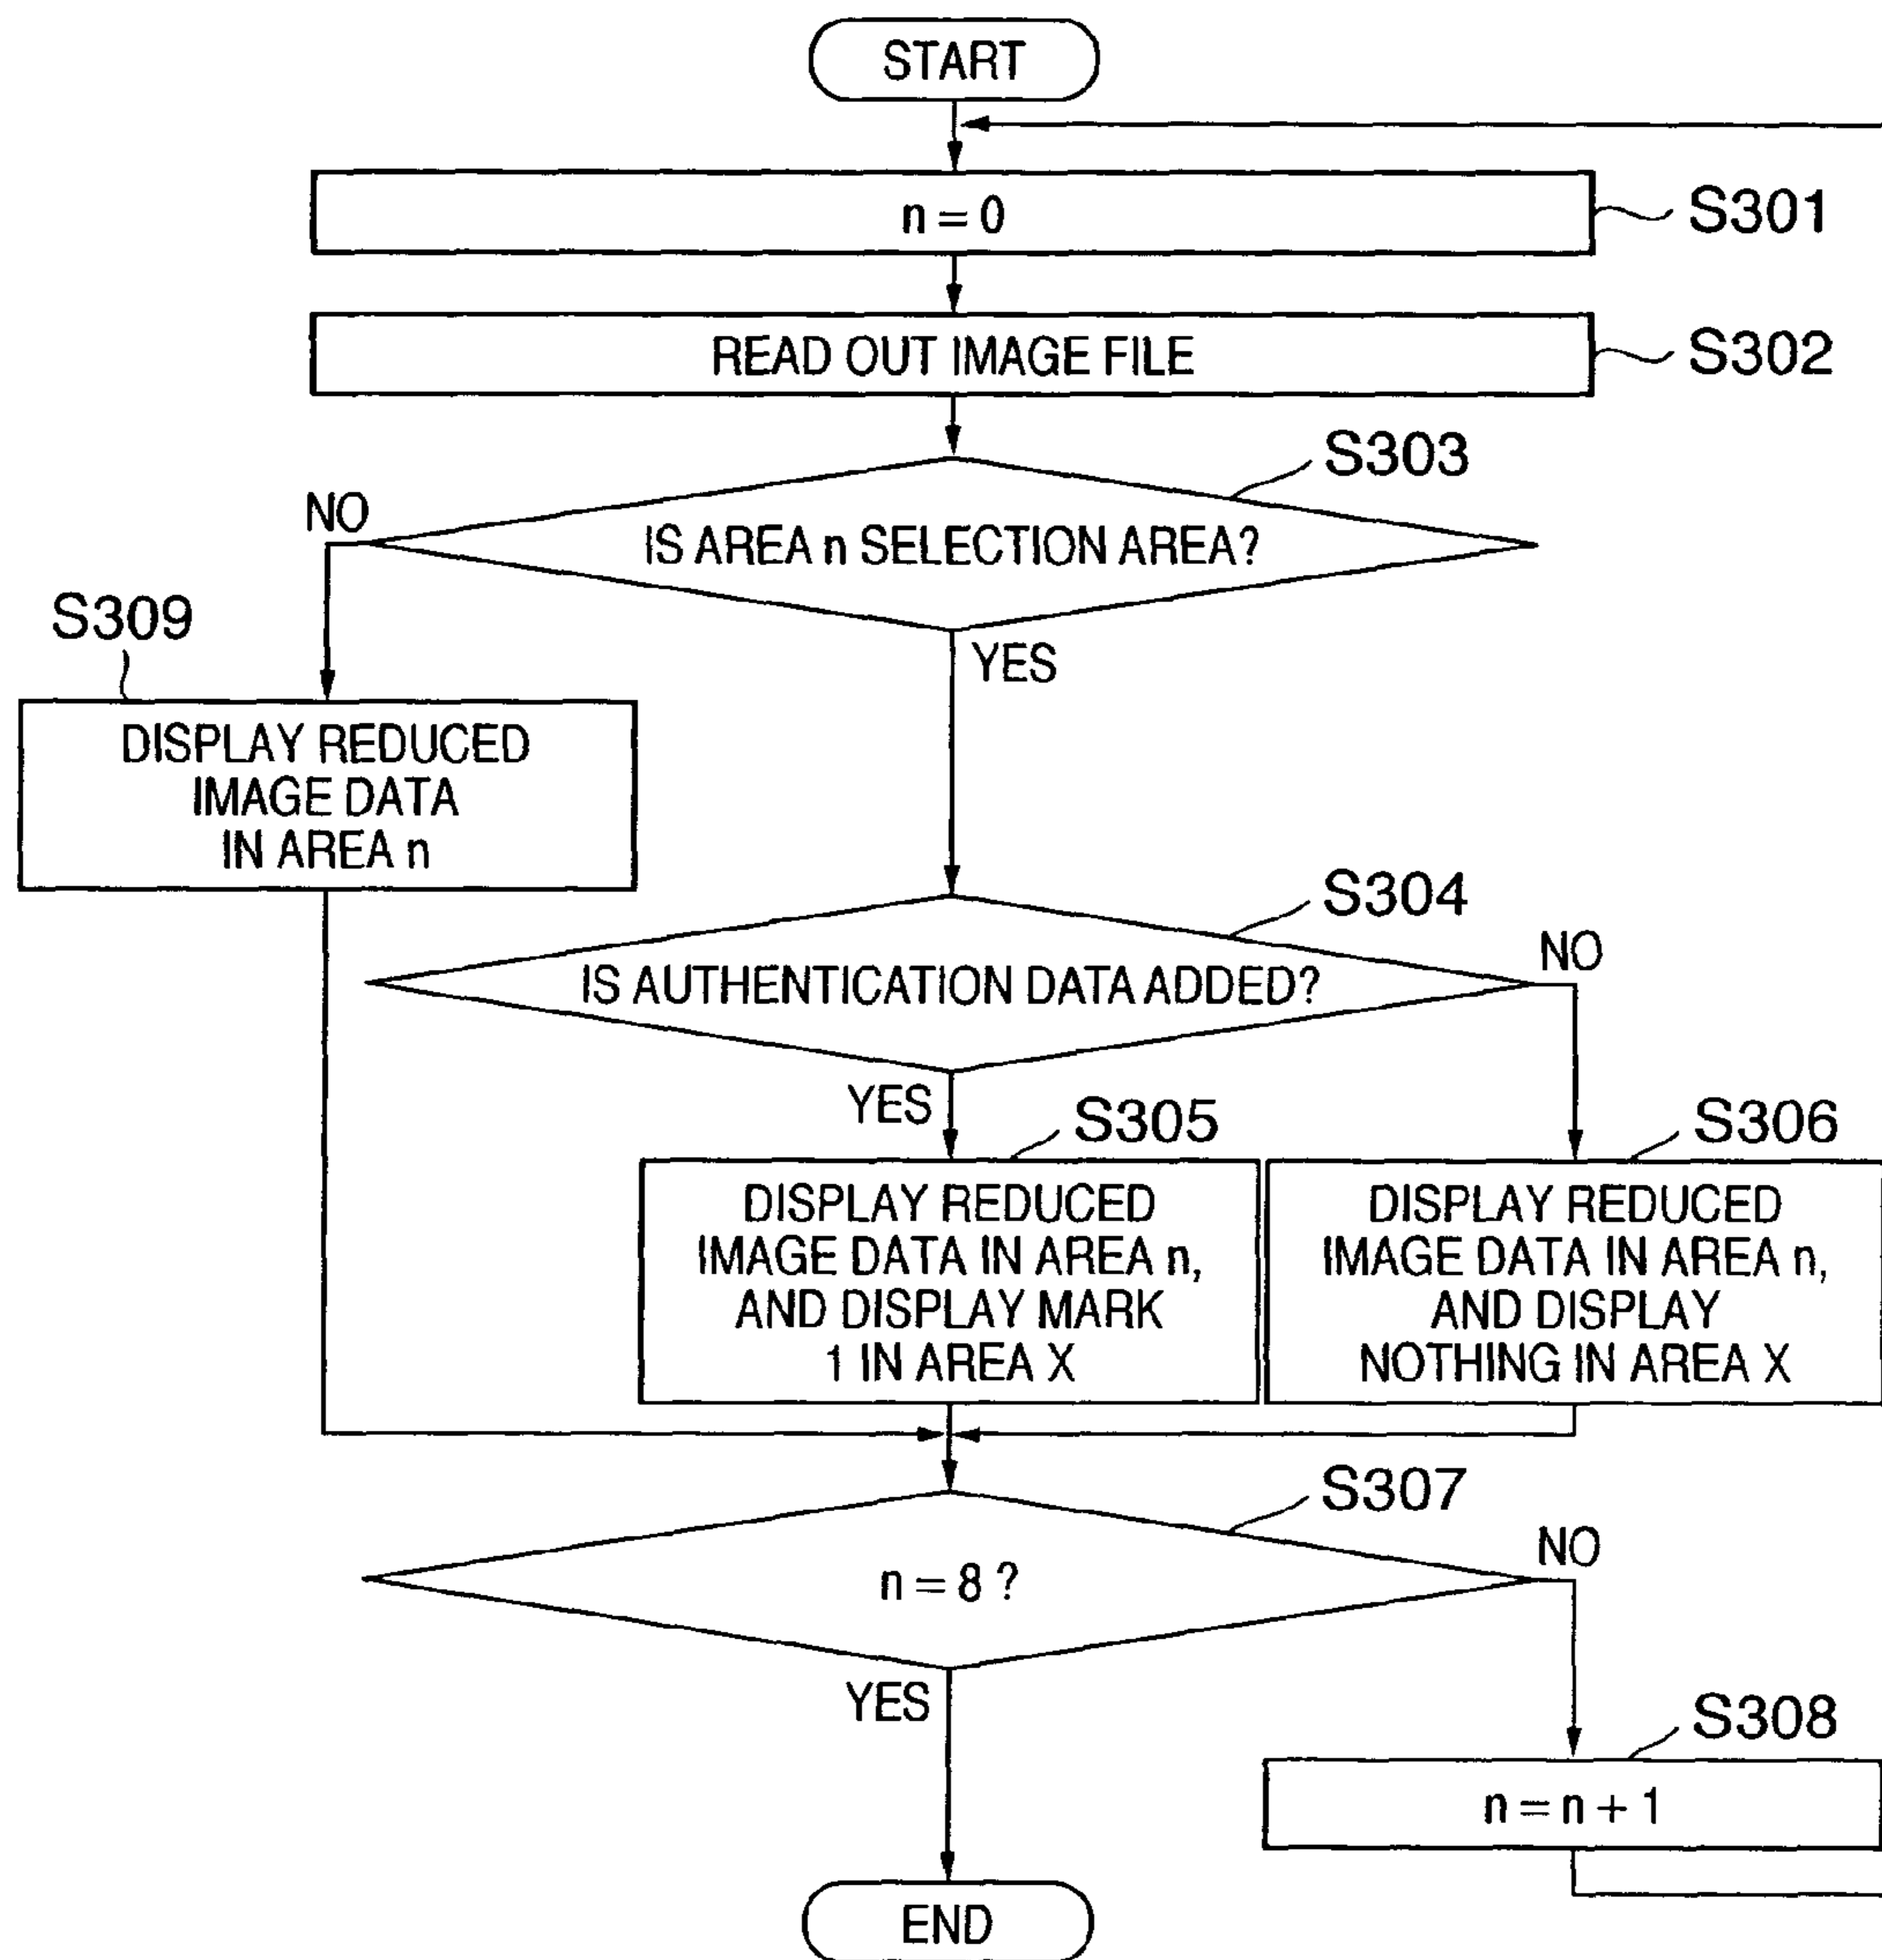 START
n = 0
S301
READ OUT IMAGE FILE
S302
S303
NO
IS AREA n SELECTION AREA?
YES
S309
DISPLAY REDUCED
IMAGE DATA
IN AREA n
S304
NO
IS AUTHENTICATION DATA ADDED?
YES
S305
DISPLAY REDUCED
IMAGE DATA IN AREA n,
AND DISPLAY MARK
1 IN AREA X
S306
DISPLAY REDUCED
IMAGE DATA IN AREA n,
AND DISPLAY
NOTHING IN AREA X
S307
NO
n = 8 ?
YES
S308
n = n + 1
END